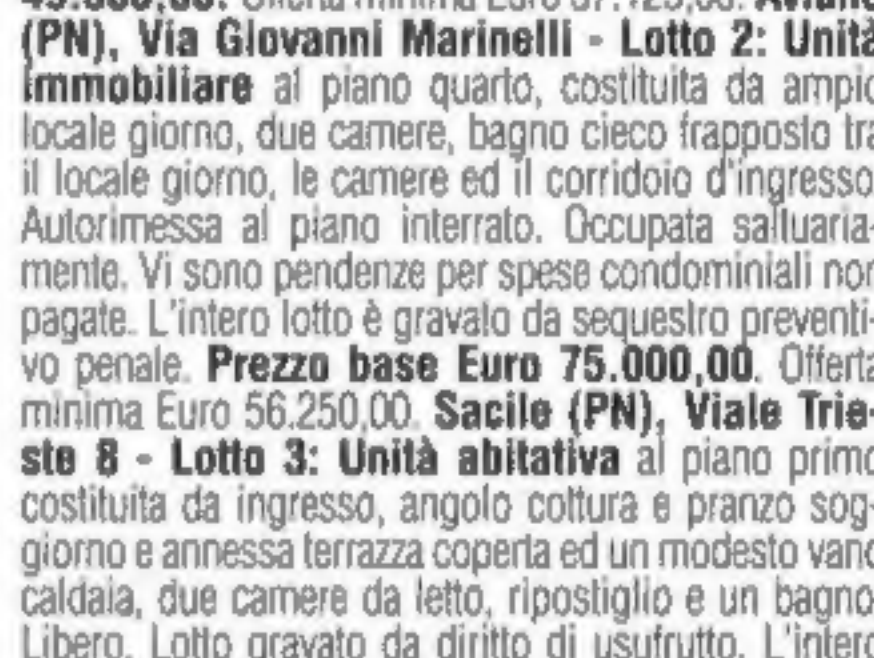 Offerta minima Euro
(PN), Via Giovanni Marinelli - Lotto 2: Unità
immobiliare al piano quarto, costituita da ampio
locale giorno, due camere, bagno cieco frapposto tra
il locale giorno, le camere ed il corridoio d'ingresso.
Autorimessa al piano interrato. Occupata saltuaria-
mente. Vi sono pendenze per spese condominiali non
pagate. L'intero lotto è gravato da sequestro preventi-
vo penale. Prezzo base Euro 75.000,00. Offerta
minima Euro 56.250,00. Sacile (PN), Viale Trie-
ste 8 - Lotto 3: Unità abitativa al piano primo
costituita da ingresso, angolo cottura e pranzo sog-
giorno e annessa terrazza coperta ed un modesto vano
caldaia, due camere da letto, ripostiglio e un bagno.
Libero. Lotto gravato da diritto di usufrutto. L'intero